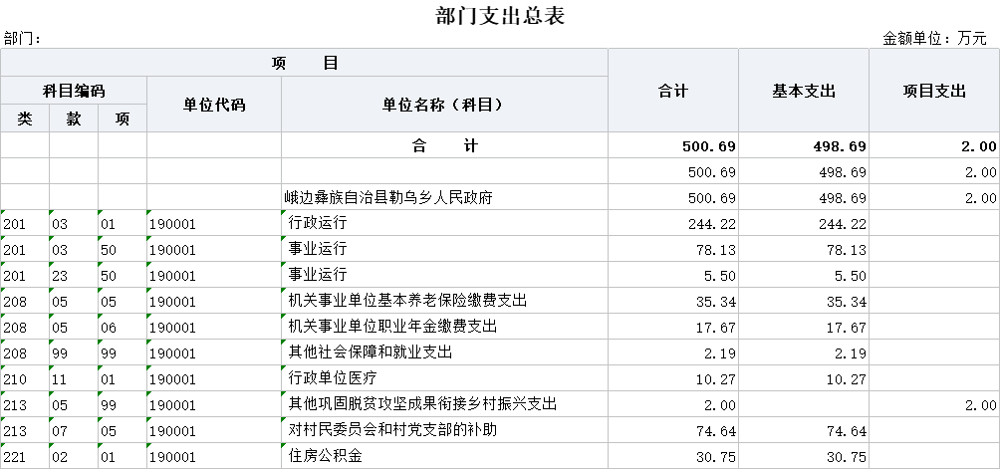 部门支出总表
部门： 金额单位：万元
项 目 合计 基本支出 项目支出
科目编码 单位代码 单位名称（科目）
类 款 项
合 计 500.69 498.69 2.00
500.69 498.69 2.00
峨边彝族自治县勒乌乡人民政府 500.69 498.69 2.00
201 03 01 190001 行政运行 244.22 244.22
201 03 50 190001 事业运行 78.13 78.13
201 23 50 190001 事业运行 5.50 5.50
208 05 05 190001 机关事业单位基本养老保险缴费支出 35.34 35.34
208 05 06 190001 机关事业单位职业年金缴费支出 17.67 17.67
208 99 99 190001 其他社会保障和就业支出 2.19 2.19
210 11 01 190001 行政单位医疗 10.27 10.27
213 05 99 190001 其他巩固脱贫攻坚成果衔接乡村振兴支出 2.00 2.00
213 07 05 190001 对村民委员会和村党支部的补助 74.64 74.64
221 02 01 190001 住房公积金 30.75 30.75